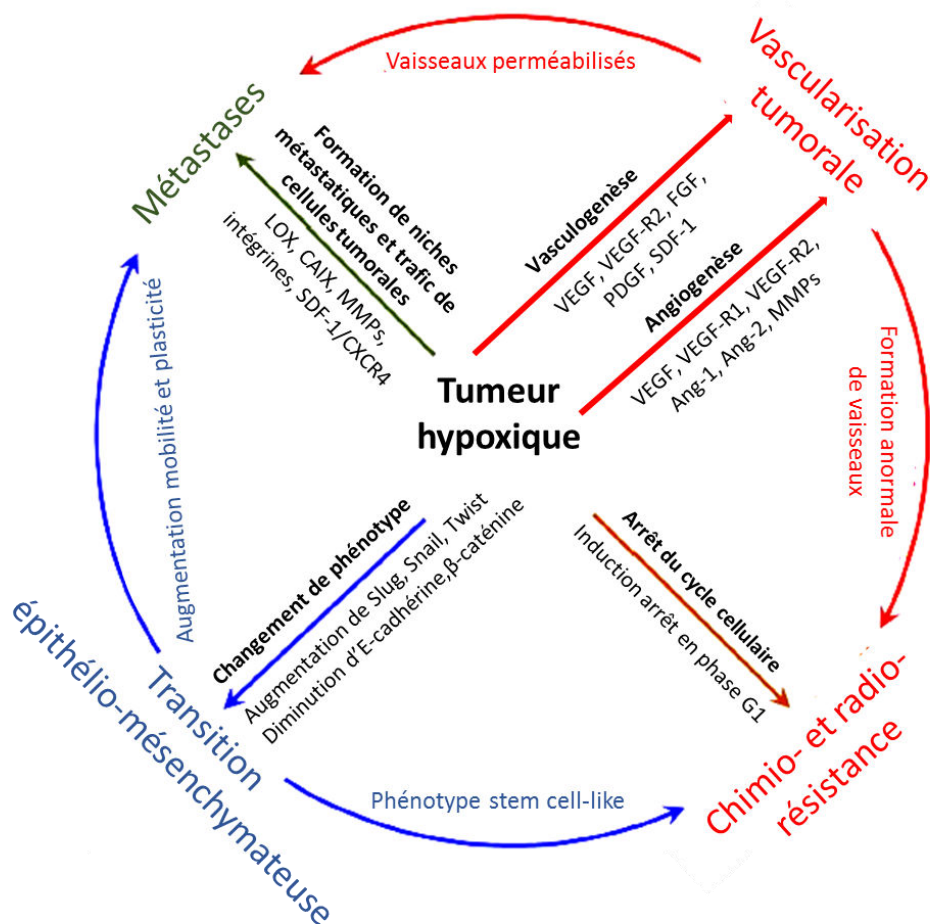 Vaisseaux perméabilisés
Vascularisation
tumorale
Métastases
Formation de niches
métastatiques et trafic de
cellules tumorales
LOX, CAIX, MMPs,
intégrines, SDF-1/CXCR4
Vasculogenèse
VEGF, VEGF-R2, FGF,
PDGF, SDF-1
Angiogenèse
VEGF, VEGF-R1, VEGF-R2,
Ang-1, Ang-2, MMPs
Formation anormale
de vaisseaux
Augmentation mobilité et plasticité
Tumeur
hypoxique
Changement de phénotype
Augmentation de Slug, Snail, Twist
Diminution d'E-cadhérine,β-caténine
Arrêt du cycle cellulaire
Induction arrêt en phase G1
Transition
épithélio-mésenchymateuse
Phénotype stem cell-like
Chimio- et radio-
résistance